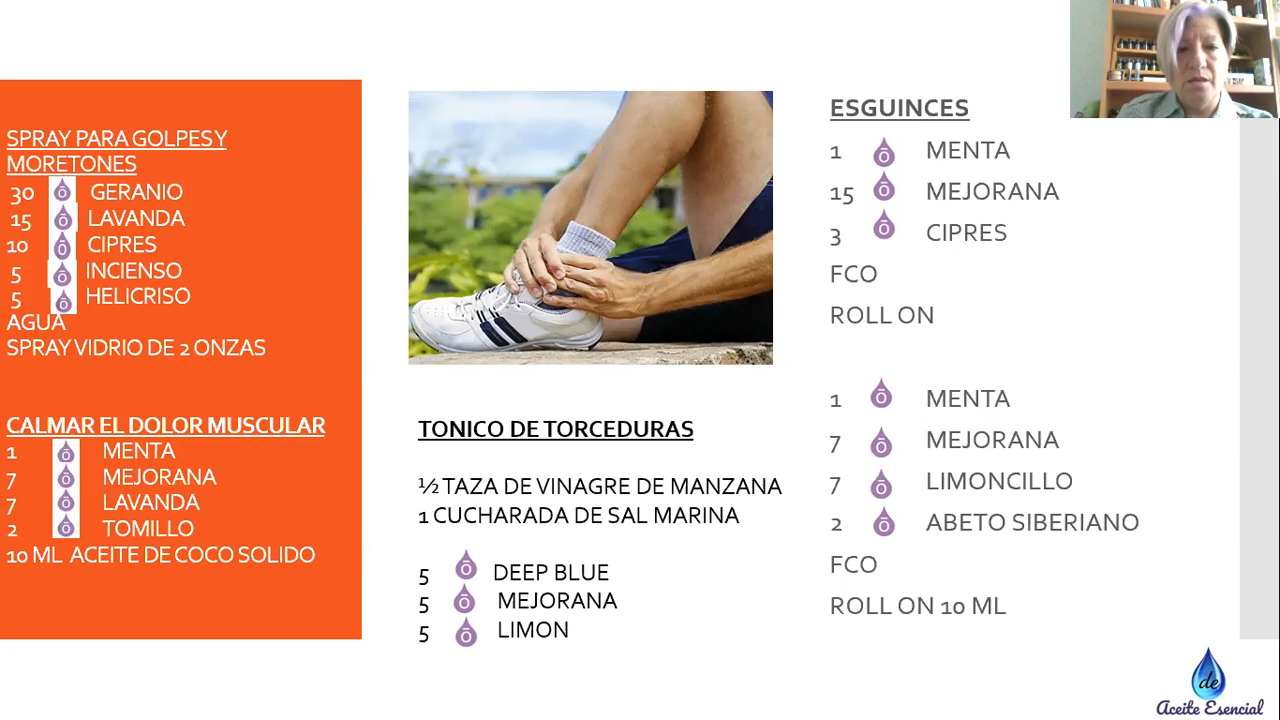 SPRAY PARA GOLPES Y
MORETONES
30 ō GERANIO
15 ō LAVANDA
10 ō CIPRES
5 ō INCIENSO
5 ō HELICRISO
AGUA
SPRAY VIDRIO DE 2 ONZAS
CALMAR EL DOLOR MUSCULAR
1 ō MENTA
7 ō MEJORANA
7 ō LAVANDA
2 ō TOMILLO
10 ML ACEITE DE COCO SOLIDO
TONICO DE TORCEDURAS
½ TAZA DE VINAGRE DE MANZANA
1 CUCHARADA DE SAL MARINA
5 ō DEEP BLUE
5 ō MEJORANA
5 ō LIMON
ESGUINCES
1 ō MENTA
15 ō MEJORANA
3 ō CIPRES
FCO
ROLL ON
1 ō MENTA
7 ō MEJORANA
7 ō LIMONCILLO
2 ō ABETO SIBERIANO
FCO
ROLL ON 10 ML
de
Aceite Esencial